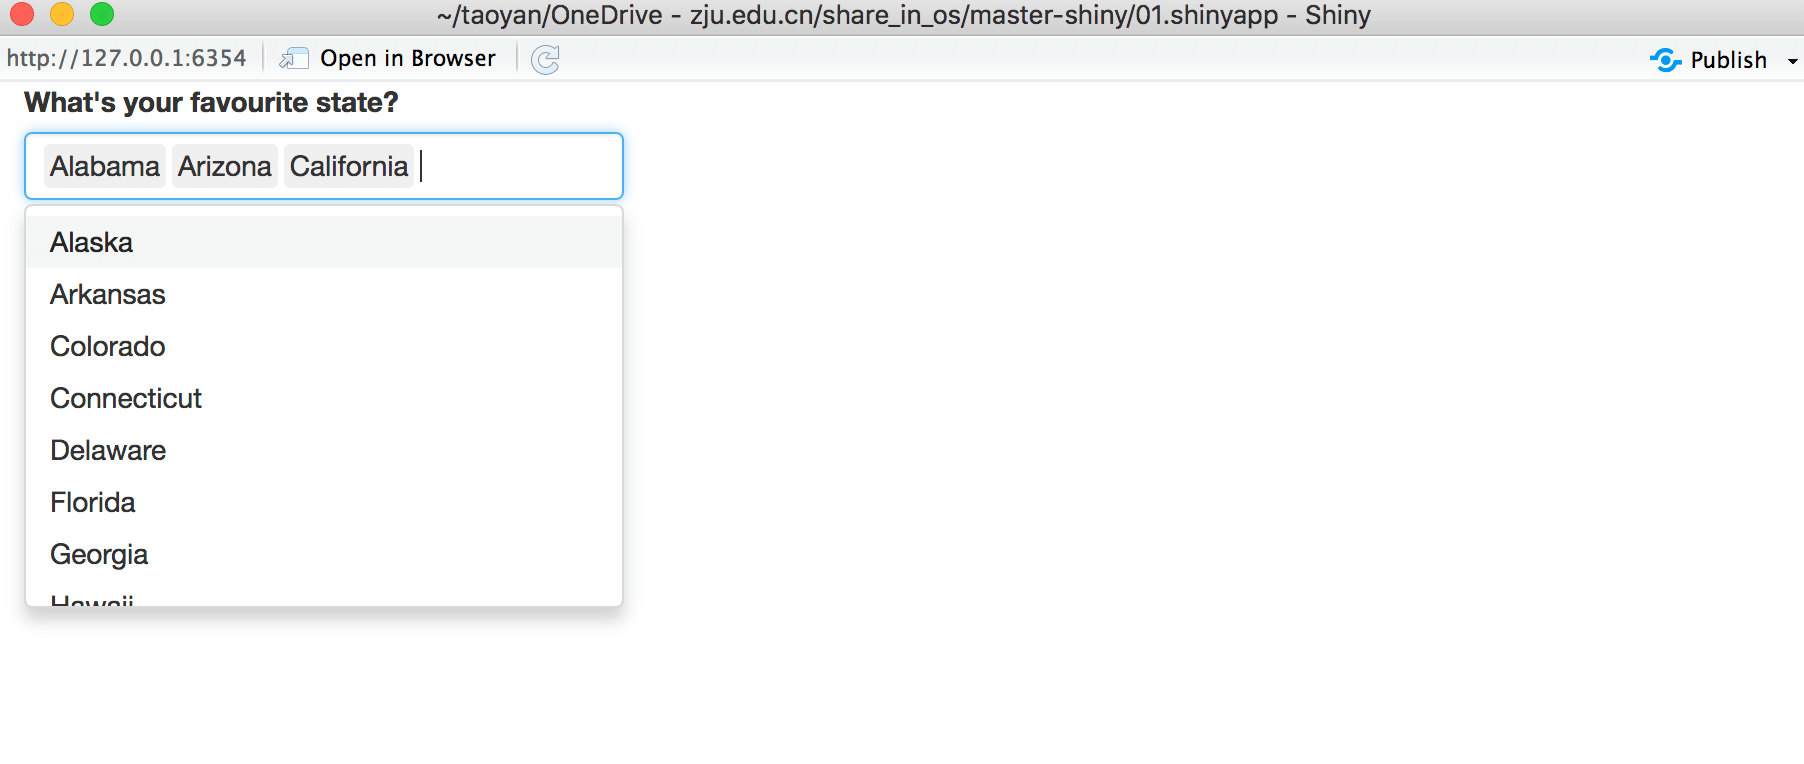 ~/taoyan/OneDrive - zju.edu.cn/share_in_os/master-shiny/01.shinyapp - Shiny
http://127.0.0.1:6354 Open in Browser Publish
What's your favourite state?
Alabama Arizona California
Alaska
Arkansas
Colorado
Connecticut
Delaware
Florida
Georgia
Hawaii